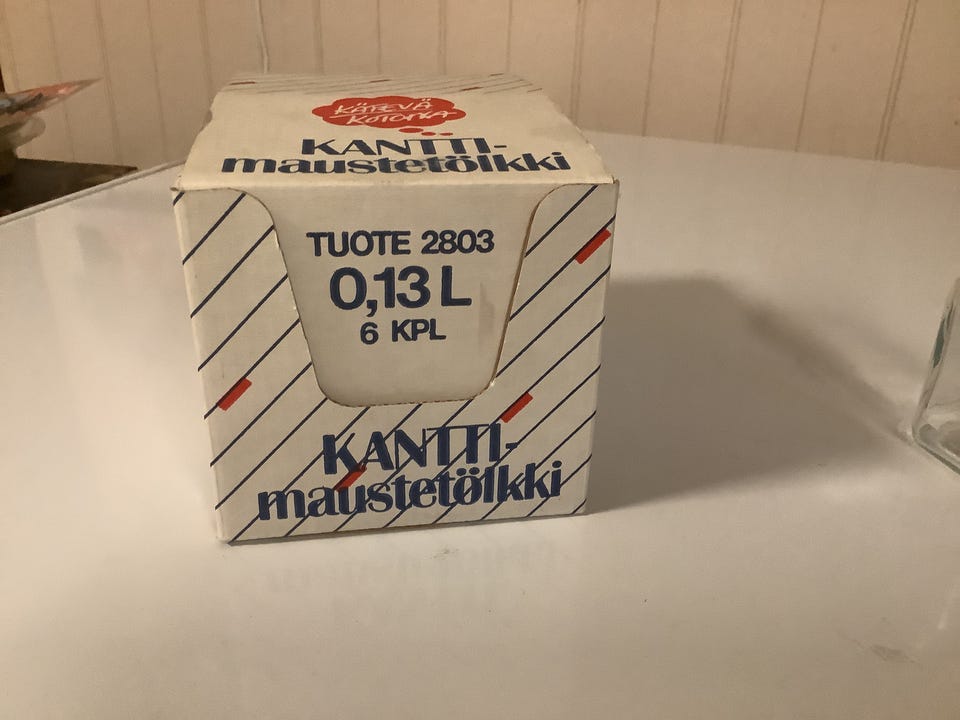 KÄTEVÄ
KOTONA
KANTTI-
maustetölkki
TUOTE 2803
0,13 L
6 KPL
KANTTI-
maustetölkki